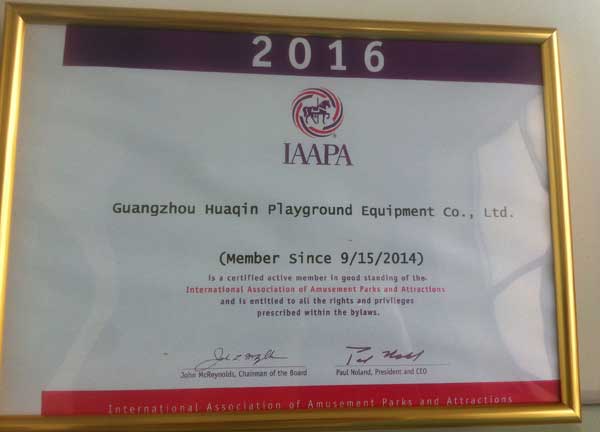 2016
IAAPA
Guangzhou Huaqin Playground Equipment Co., Ltd.
(Member Since 9/15/2014)
is a certified active member in good standing of the
International Association of Amusement Parks and Attractions
and is entitled to all the rights and privileges
prescribed within the bylaws.
John McReynolds, Chairman of the Board
Paul Noland, President and CEO
International Association of Amusement Parks and Attractions